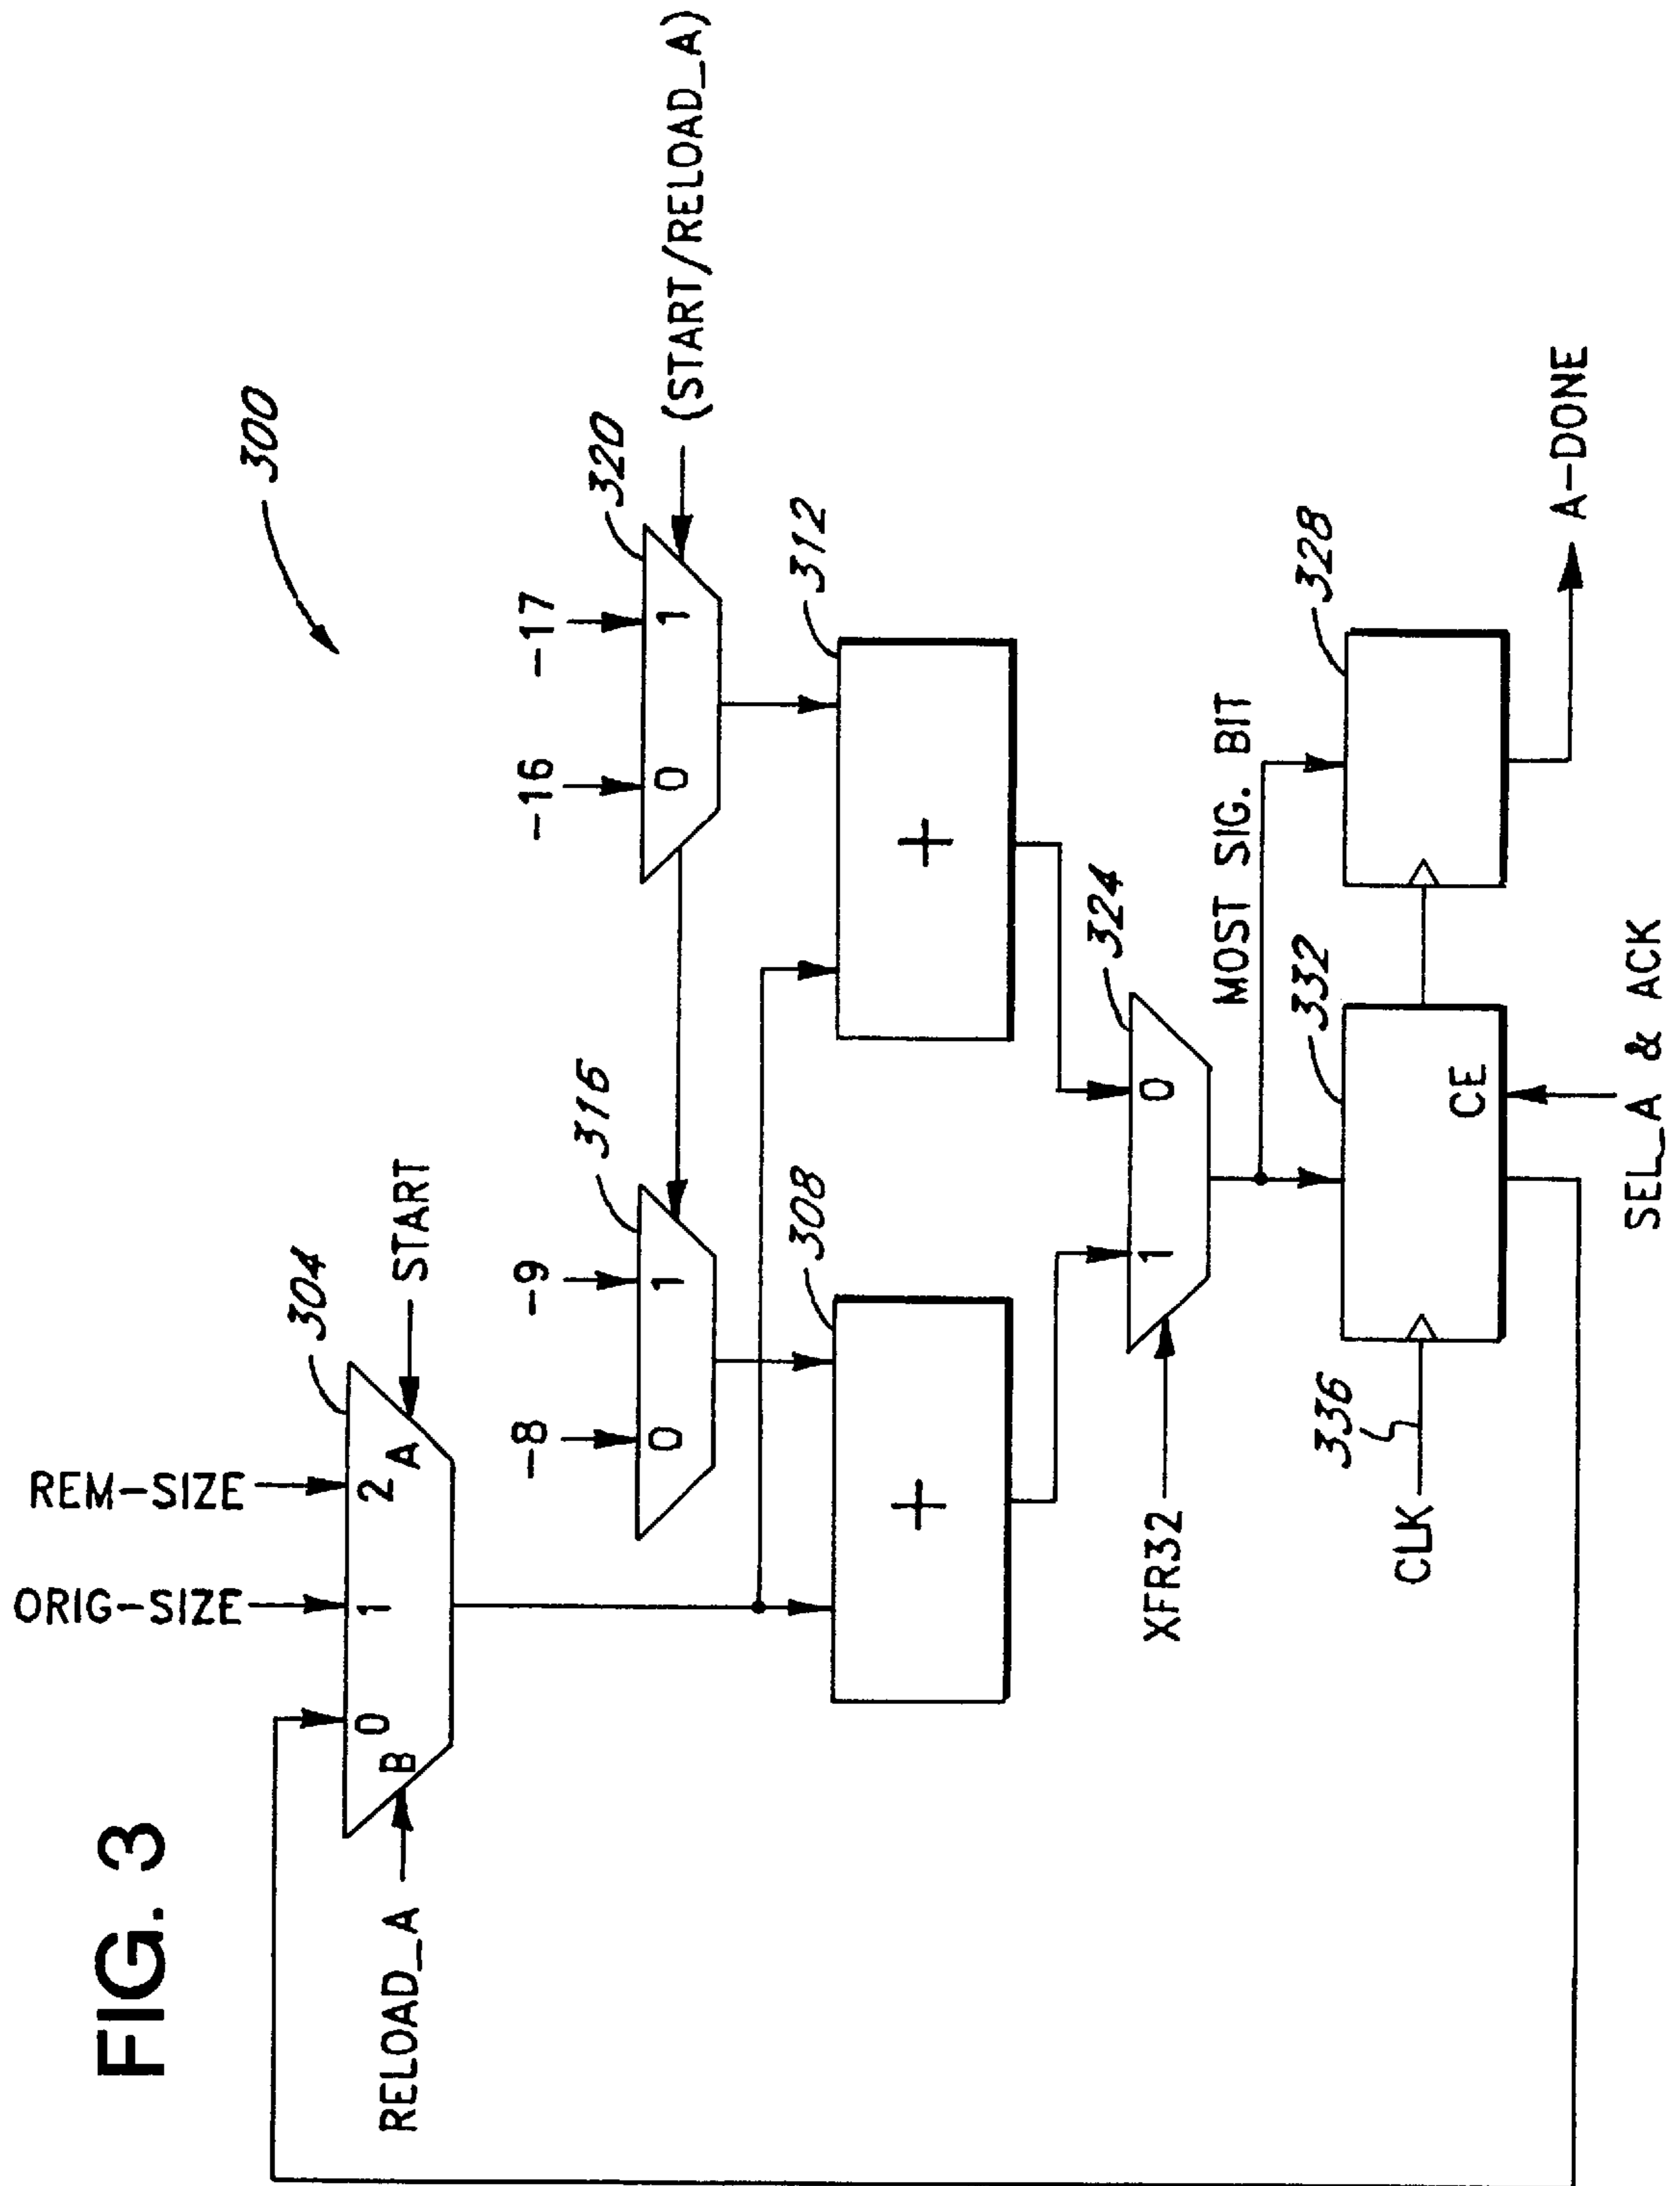 FIG. 3
REM-SIZE
ORIG-SIZE
RELOAD_A
START
304
0
1
2
A
B
300
-8
-9
316
0
1
-16
-17
320
0
1
(START/RELOAD_A)
308
+
312
+
XFR32
324
1
0
MOST SIG. BIT
CLK
336
332
CE
SEL_A & ACK
328
A-DONE